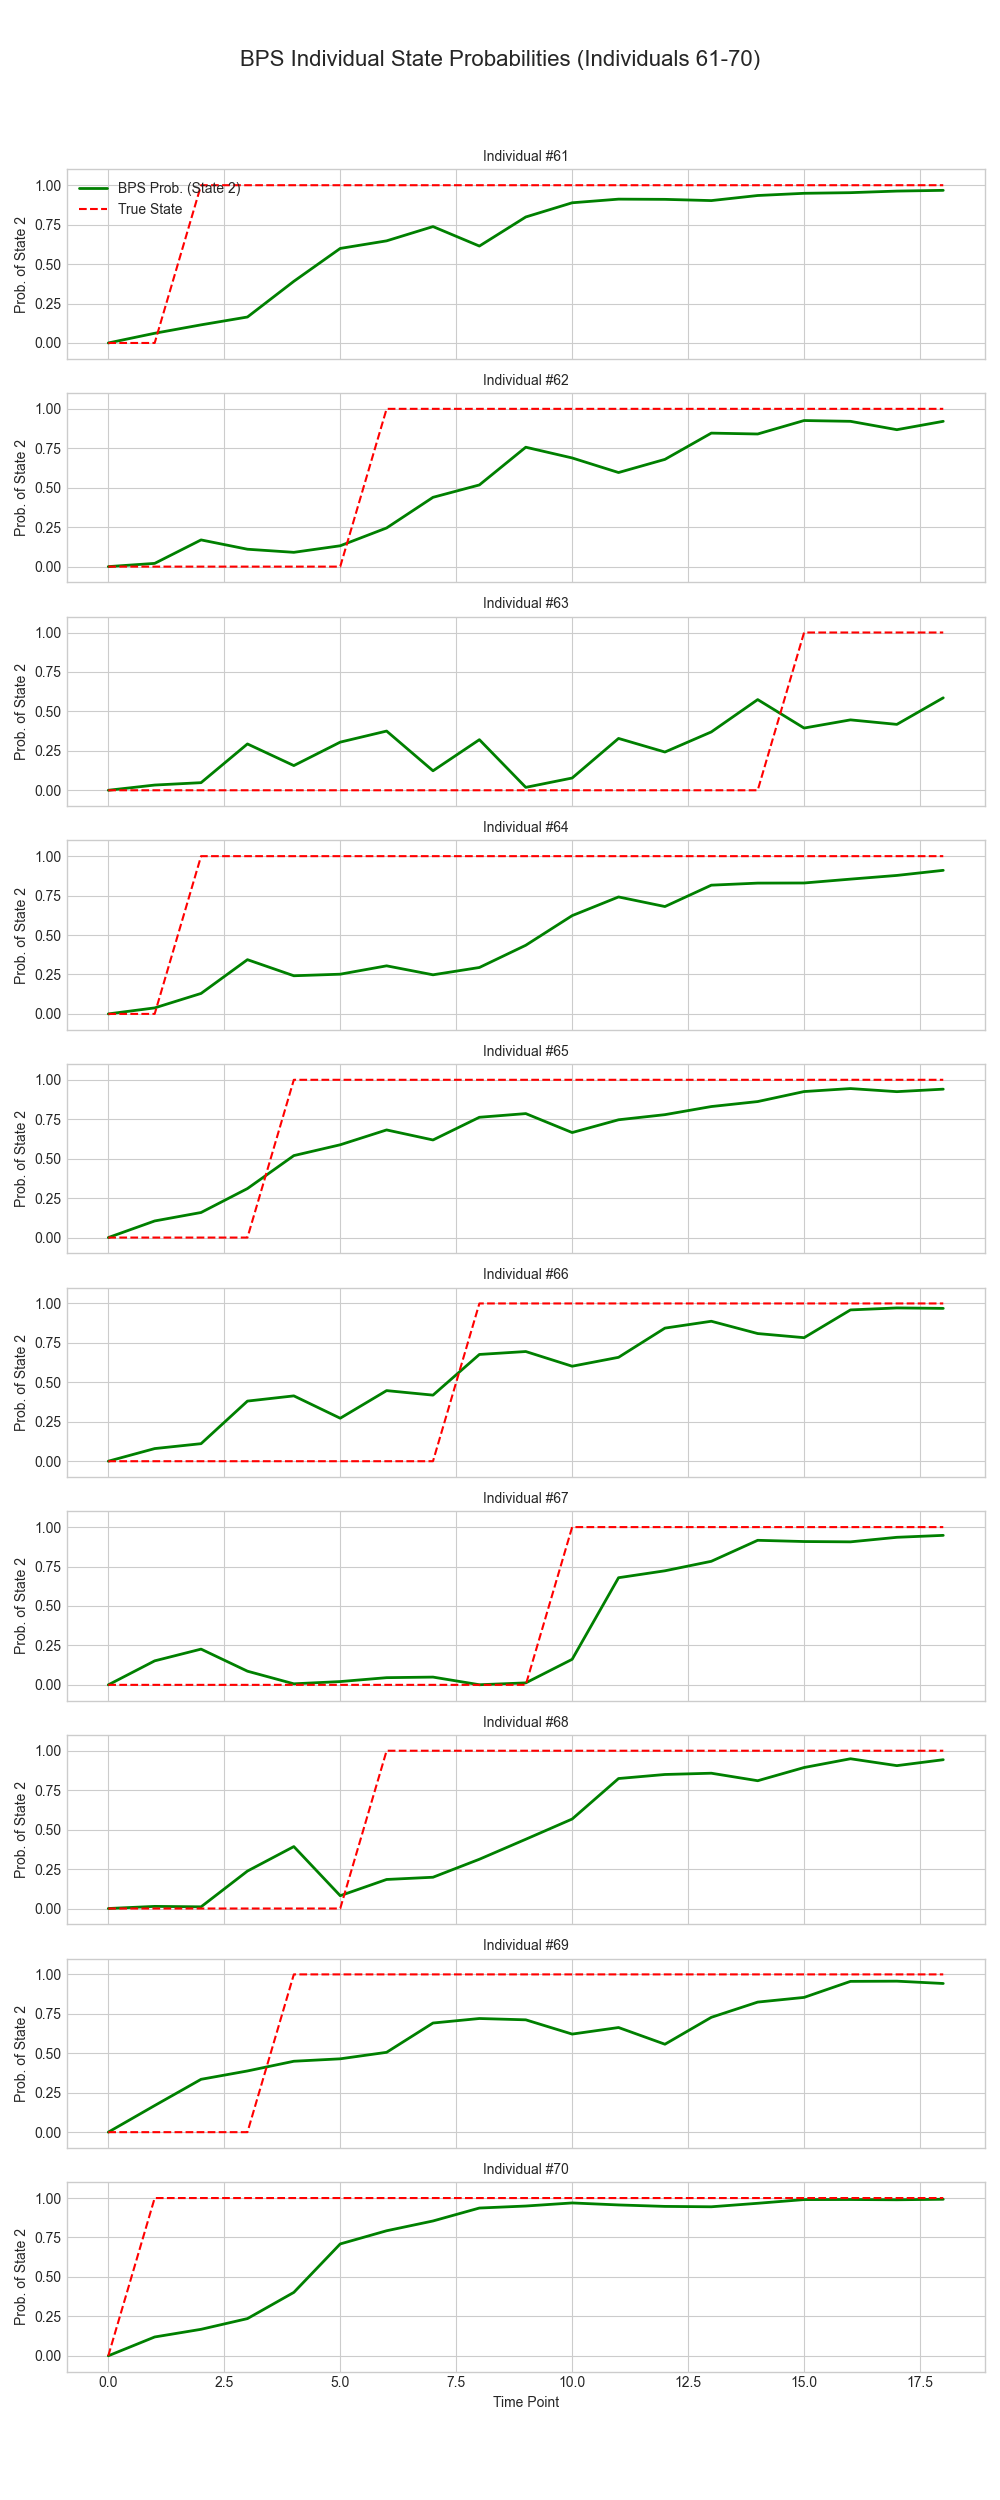 BPS Individual State Probabilities (Individuals 61-70)
Individual #61
BPS Prob. (State 2)
True State
Prob. of State 2
1.00
0.75
0.50
0.25
0.00
Individual #62
Prob. of State 2
1.00
0.75
0.50
0.25
0.00
Individual #63
Prob. of State 2
1.00
0.75
0.50
0.25
0.00
Individual #64
Prob. of State 2
1.00
0.75
0.50
0.25
0.00
Individual #65
Prob. of State 2
1.00
0.75
0.50
0.25
0.00
Individual #66
Prob. of State 2
1.00
0.75
0.50
0.25
0.00
Individual #67
Prob. of State 2
1.00
0.75
0.50
0.25
0.00
Individual #68
Prob. of State 2
1.00
0.75
0.50
0.25
0.00
Individual #69
Prob. of State 2
1.00
0.75
0.50
0.25
0.00
Individual #70
Prob. of State 2
1.00
0.75
0.50
0.25
0.00
0.0 2.5 5.0 7.5 10.0 12.5 15.0 17.5
Time Point